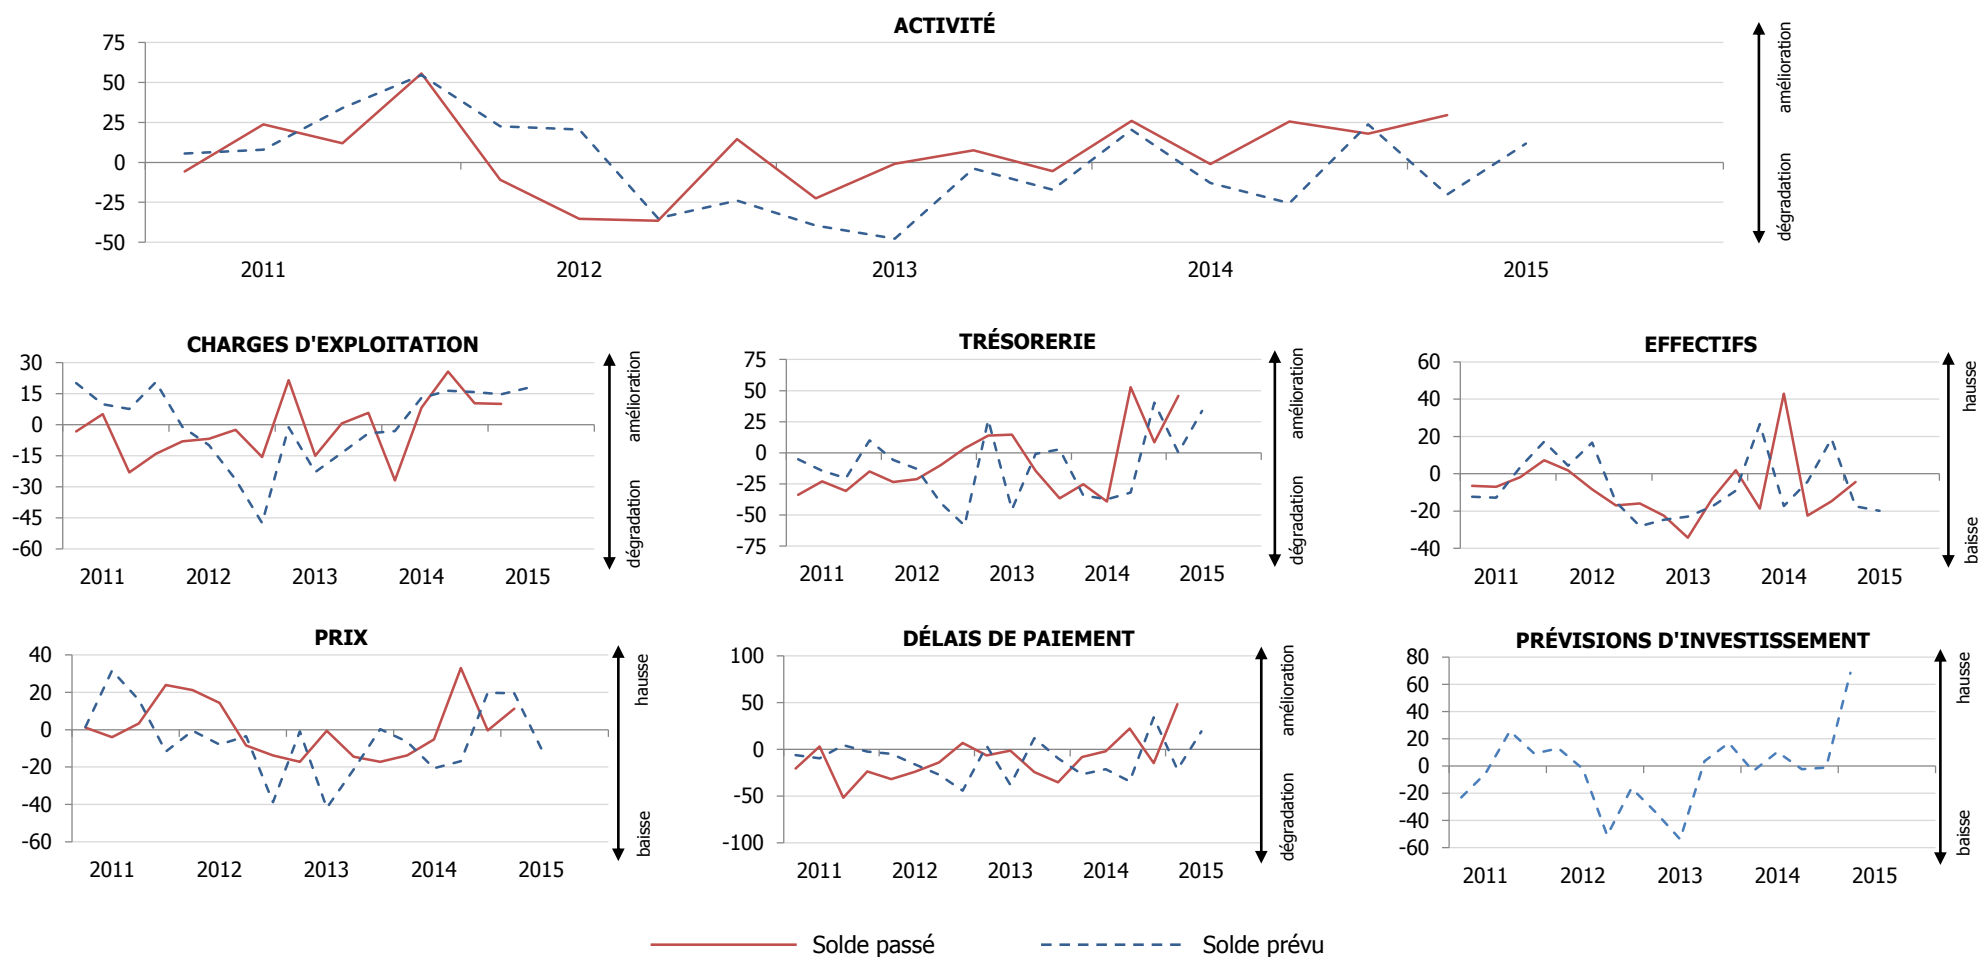 ACTIVITÉ
75
50
25
0
-25
-50
2011 2012 2013 2014 2015
amélioration
dégradation
CHARGES D'EXPLOITATION
30
15
0
-15
-30
-45
-60
2011 2012 2013 2014 2015
amélioration
dégradation
TRÉSORERIE
75
50
25
0
-25
-50
-75
2011 2012 2013 2014 2015
amélioration
dégradation
EFFECTIFS
60
40
20
0
-20
-40
2011 2012 2013 2014 2015
hausse
baisse
PRIX
40
20
0
-20
-40
-60
2011 2012 2013 2014 2015
hausse
baisse
DÉLAIS DE PAIEMENT
100
50
0
-50
-100
2011 2012 2013 2014 2015
amélioration
dégradation
PRÉVISIONS D'INVESTISSEMENT
80
60
40
20
0
-20
-40
-60
2011 2012 2013 2014 2015
hausse
baisse
Solde passé Solde prévu